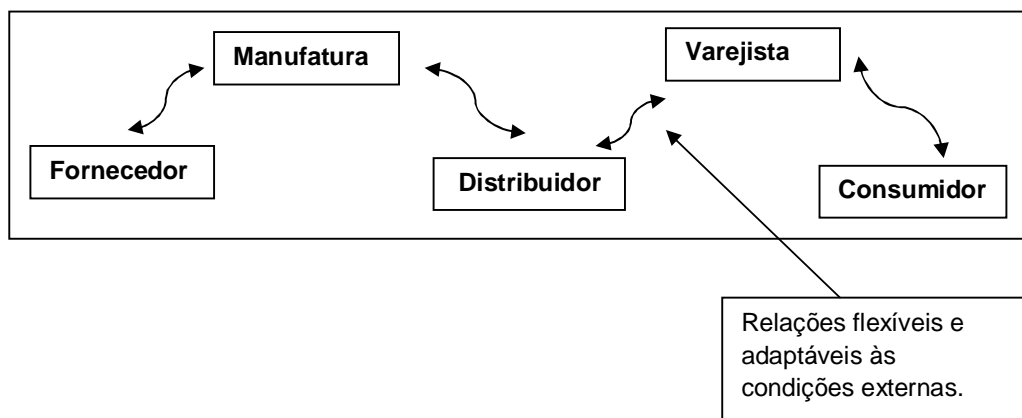 Manufatura
Varejista
Fornecedor
Distribuidor
Consumidor
Relações flexíveis e
adaptáveis às
condições externas.